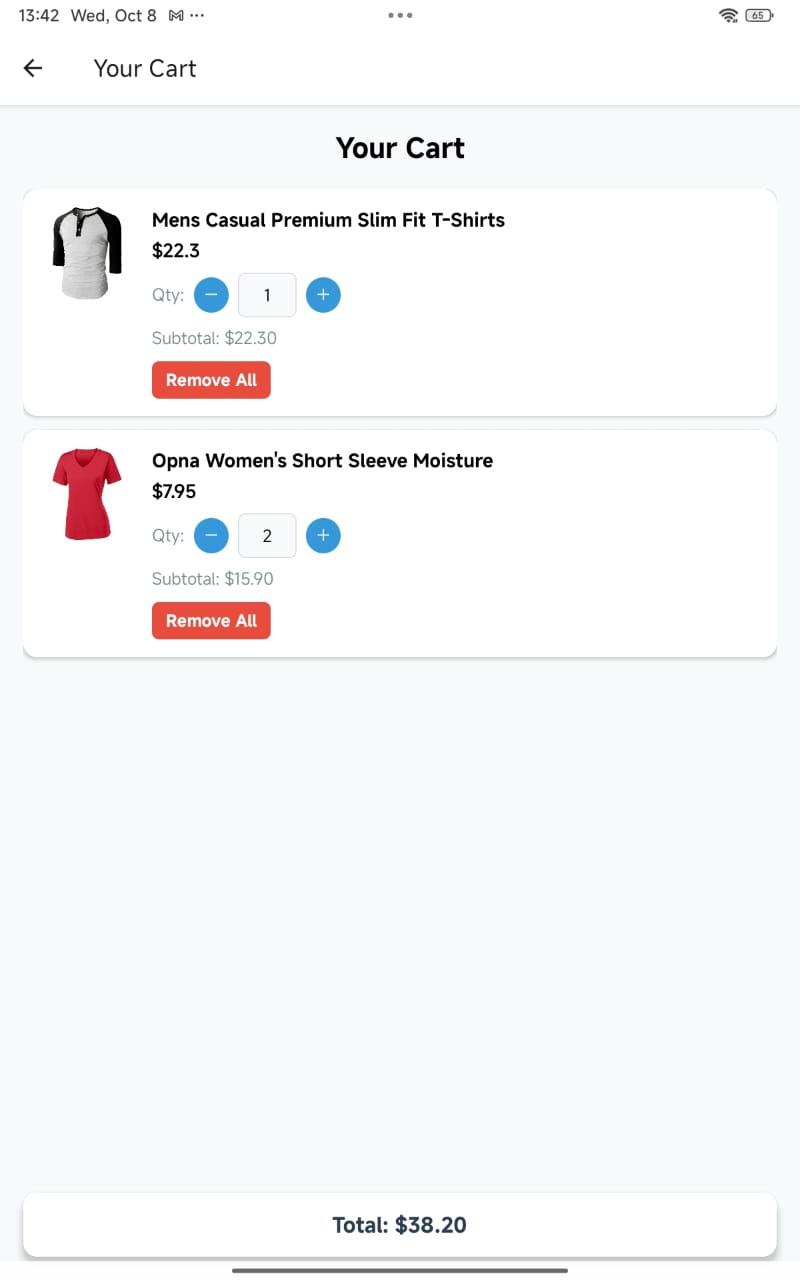 13:42 Wed, Oct 8 M ···
65
Your Cart
Your Cart
Mens Casual Premium Slim Fit T-Shirts
$22.3
Qty: − 1 +
Subtotal: $22.30
Remove All
Opna Women's Short Sleeve Moisture
$7.95
Qty: − 2 +
Subtotal: $15.90
Remove All
Total: $38.20